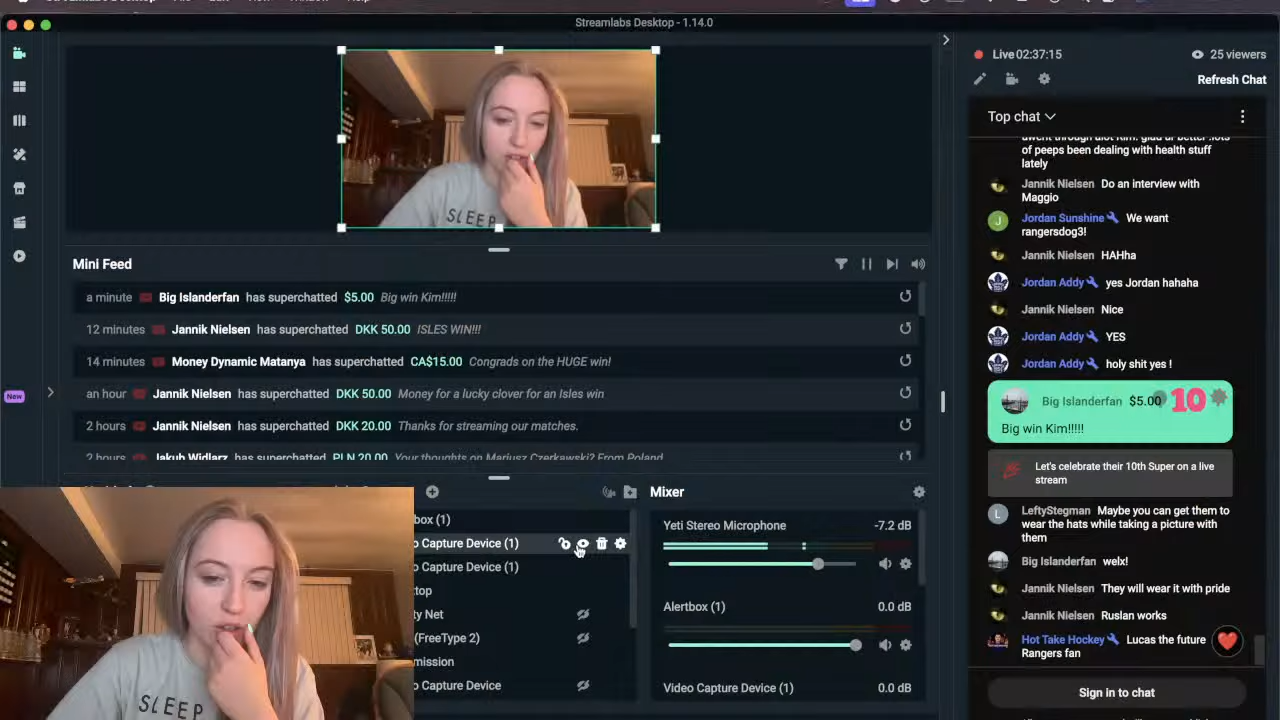 Streamlabs Desktop - 1.14.0
Live 02:37:15
25 viewers
Refresh Chat
Top chat
of peeps been dealing with health stuff
lately
Jannik Nielsen Do an interview with
Maggio
J
Jordan Sunshine We want
rangersdog3!
Jannik Nielsen HAHha
Jordan Addy yes Jordan hahaha
Jannik Nielsen Nice
Jordan Addy YES
Jordan Addy holy shit yes !
Big Islanderfan $5.00 10
Big win Kim!!!!!
Let's celebrate their 10th Super on a live
stream
L
LeftyStegman Maybe you can get them to
wear the hats while taking a picture with
them
Big Islanderfan welx!
Jannik Nielsen They will wear it with pride
Jannik Nielsen Ruslan works
Hot Take Hockey Lucas the future
Rangers fan
Sign in to chat
SLEEP
Mini Feed
a minute Big Islanderfan has superchatted $5.00 Big win Kim!!!!!
12 minutes Jannik Nielsen has superchatted DKK 50.00 ISLES WIN!!!
14 minutes Money Dynamic Matanya has superchatted CA$15.00 Congrads on the HUGE win!
an hour Jannik Nielsen has superchatted DKK 50.00 Money for a lucky clover for an Isles win
2 hours Jannik Nielsen has superchatted DKK 20.00 Thanks for streaming our matches.
2 hours Jakub Widlarz has superchatted PLN 20.00 Your thoughts on Mariusz Czerkawski? From Poland
New
box (1)
o Capture Device (1)
o Capture Device (1)
top
ty Net
(FreeType 2)
mission
o Capture Device
Mixer
Yeti Stereo Microphone -7.2 dB
Alertbox (1) 0.0 dB
Video Capture Device (1) 0.0 dB
SLEEP